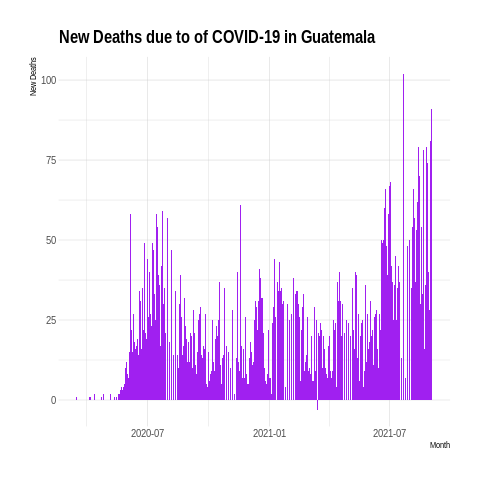 New Deaths due to of COVID-19 in Guatemala
New Deaths
100
75
50
25
0
2020-07
2021-01
2021-07
Month